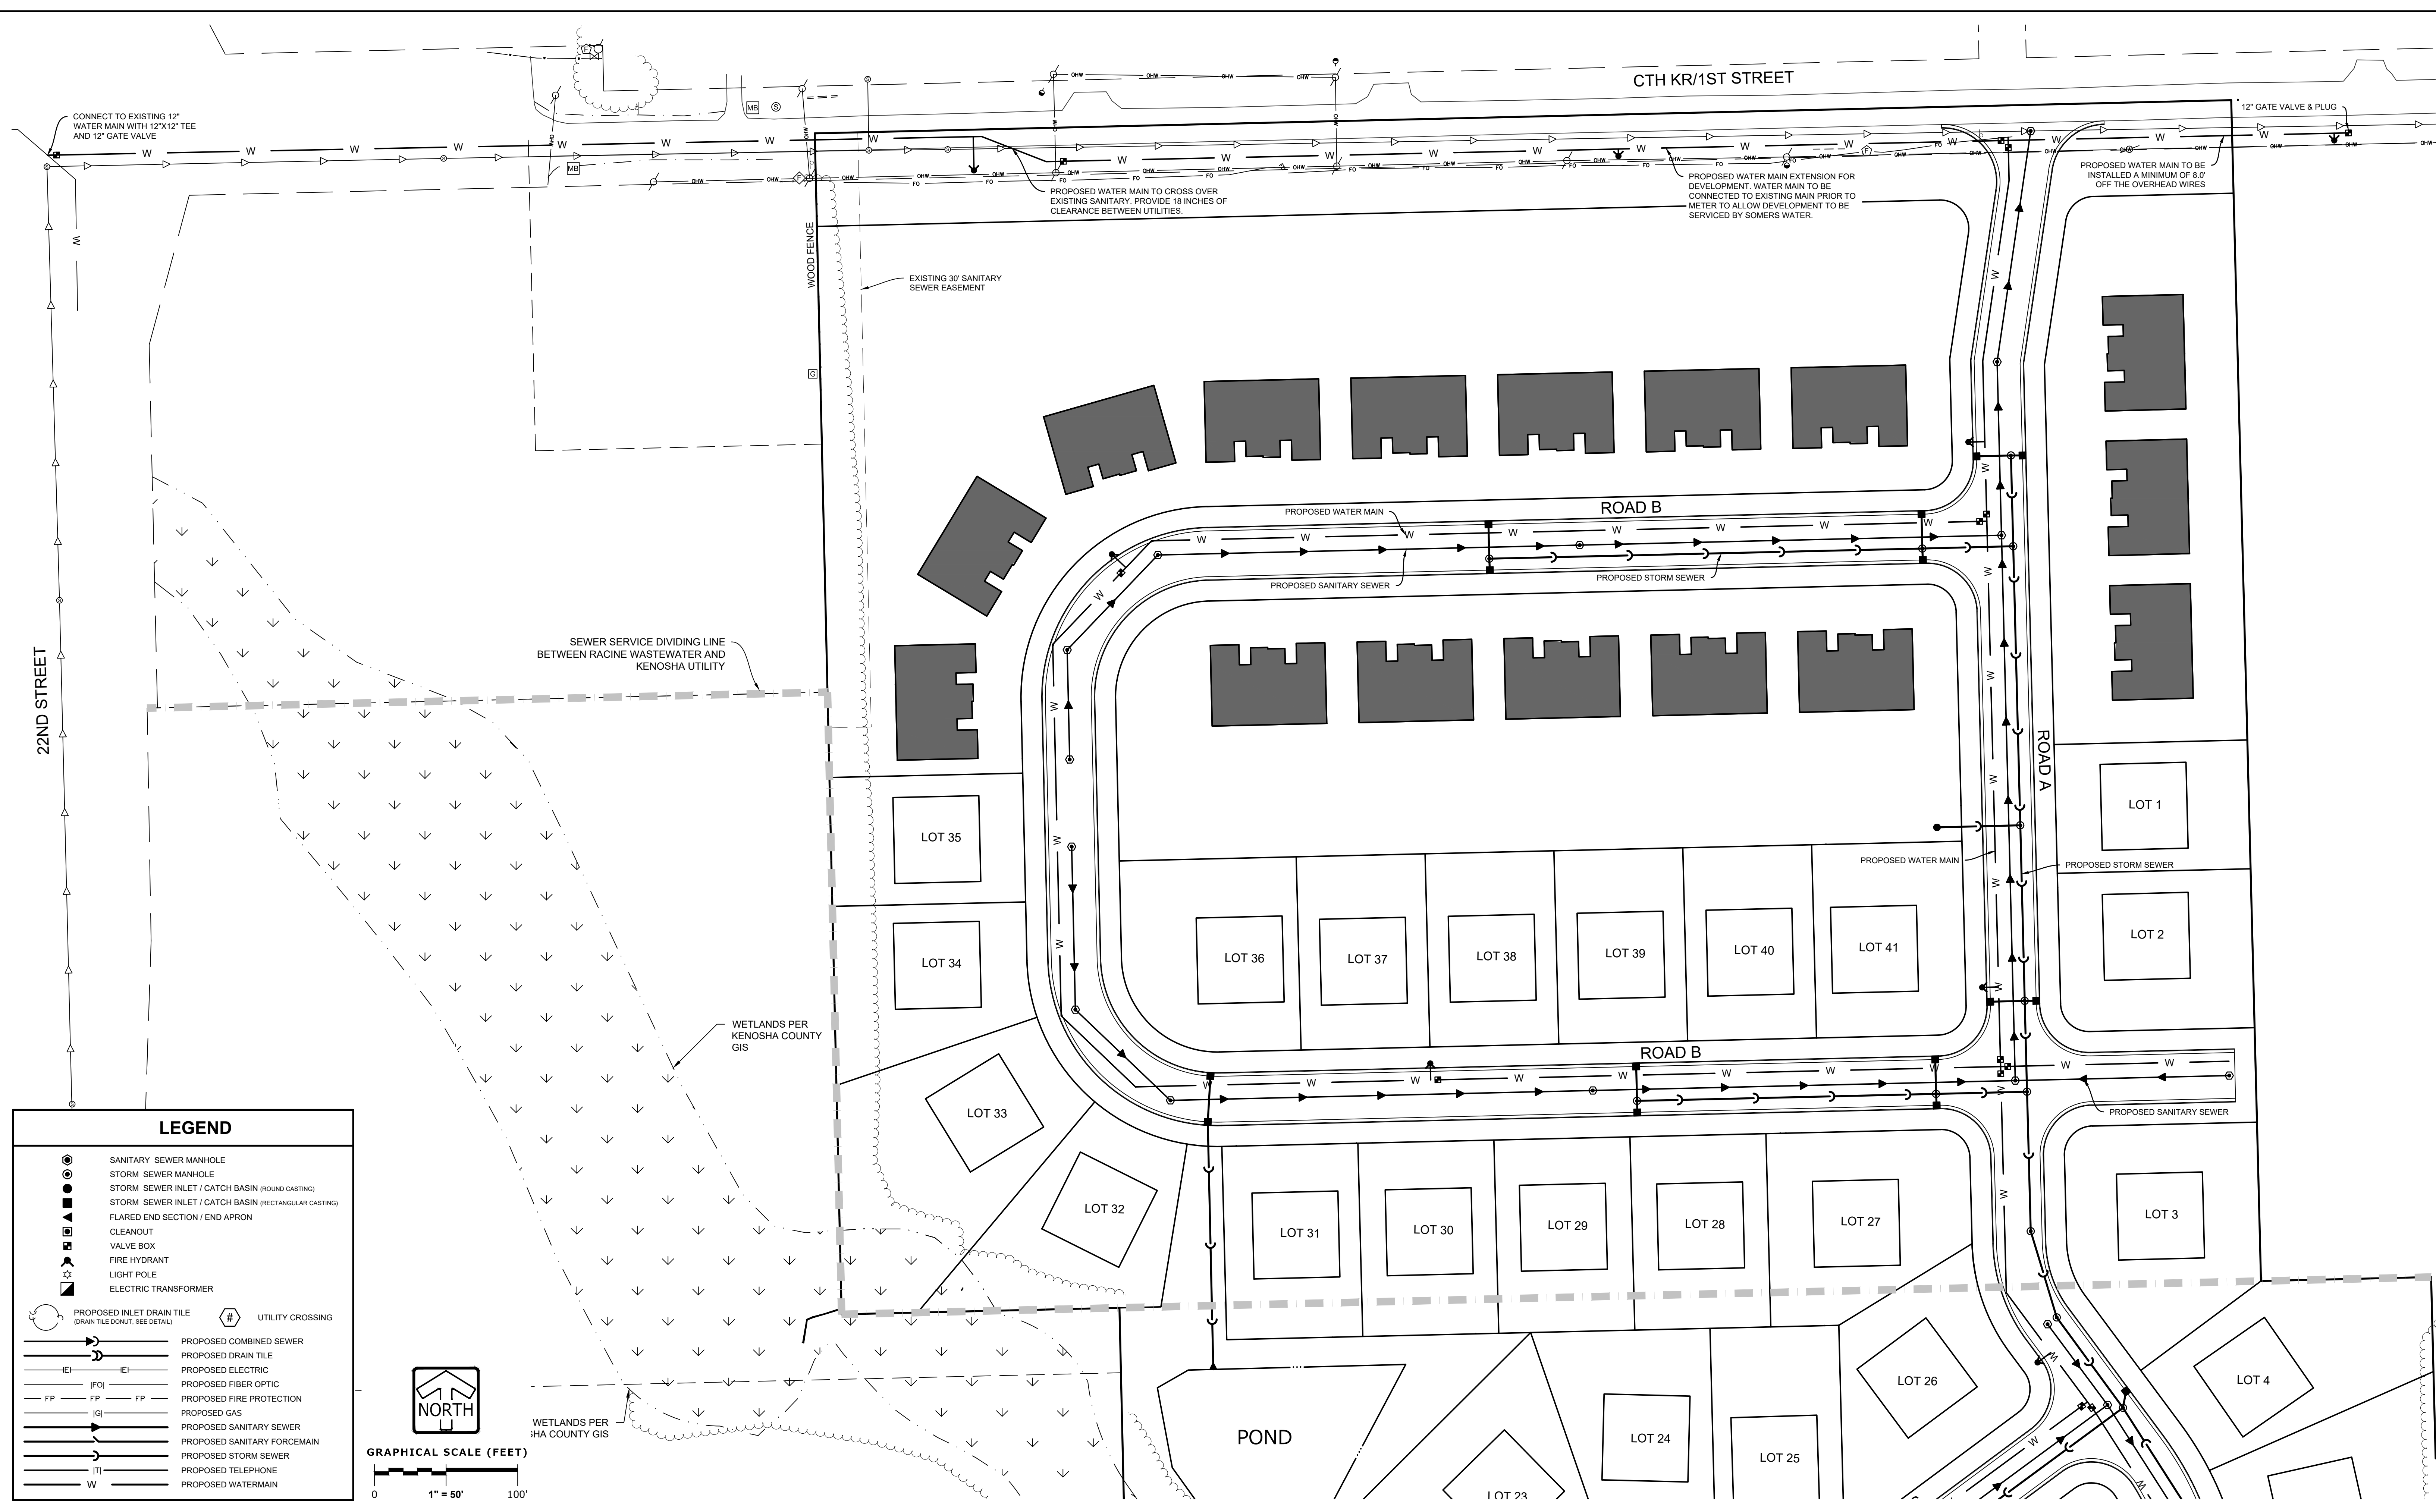 CTH KR/1ST STREET
CONNECT TO EXISTING 12"
WATER MAIN WITH 12"X12" TEE
AND 12" GATE VALVE
12" GATE VALVE & PLUG
PROPOSED WATER MAIN TO BE
INSTALLED A MINIMUM OF 8.0'
OFF THE OVERHEAD WIRES
PROPOSED WATER MAIN TO CROSS OVER
EXISTING SANITARY. PROVIDE 18 INCHES OF
CLEARANCE BETWEEN UTILITIES.
PROPOSED WATER MAIN EXTENSION FOR
DEVELOPMENT. WATER MAIN TO BE
CONNECTED TO EXISTING MAIN PRIOR TO
METER TO ALLOW DEVELOPMENT TO BE
SERVICED BY SOMERS WATER.
WOOD FENCE
EXISTING 30' SANITARY
SEWER EASEMENT
PROPOSED WATER MAIN
ROAD B
PROPOSED SANITARY SEWER
PROPOSED STORM SEWER
SEWER SERVICE DIVIDING LINE
BETWEEN RACINE WASTEWATER AND
KENOSHA UTILITY
22ND STREET
ROAD A
LOT 1
LOT 35
PROPOSED WATER MAIN
PROPOSED STORM SEWER
LOT 2
LOT 34
LOT 36
LOT 37
LOT 38
LOT 39
LOT 40
LOT 41
WETLANDS PER
KENOSHA COUNTY
GIS
ROAD B
PROPOSED SANITARY SEWER
LOT 33
LOT 32
LOT 31
LOT 30
LOT 29
LOT 28
LOT 27
LOT 3
LOT 26
LOT 4
POND
LOT 24
LOT 25
LOT 23
WETLANDS PER
SHA COUNTY GIS
LEGEND
SANITARY SEWER MANHOLE
STORM SEWER MANHOLE
STORM SEWER INLET / CATCH BASIN (ROUND CASTING)
STORM SEWER INLET / CATCH BASIN (RECTANGULAR CASTING)
FLARED END SECTION / END APRON
CLEANOUT
VALVE BOX
FIRE HYDRANT
LIGHT POLE
ELECTRIC TRANSFORMER
PROPOSED INLET DRAIN TILE
(DRAIN TILE DONUT, SEE DETAIL)
# UTILITY CROSSING
PROPOSED COMBINED SEWER
PROPOSED DRAIN TILE
|E| |E| PROPOSED ELECTRIC
|FO| PROPOSED FIBER OPTIC
FP FP FP PROPOSED FIRE PROTECTION
|G| PROPOSED GAS
PROPOSED SANITARY SEWER
PROPOSED SANITARY FORCEMAIN
PROPOSED STORM SEWER
|T| PROPOSED TELEPHONE
W PROPOSED WATERMAIN
NORTH
GRAPHICAL SCALE (FEET)
0 1" = 50' 100'